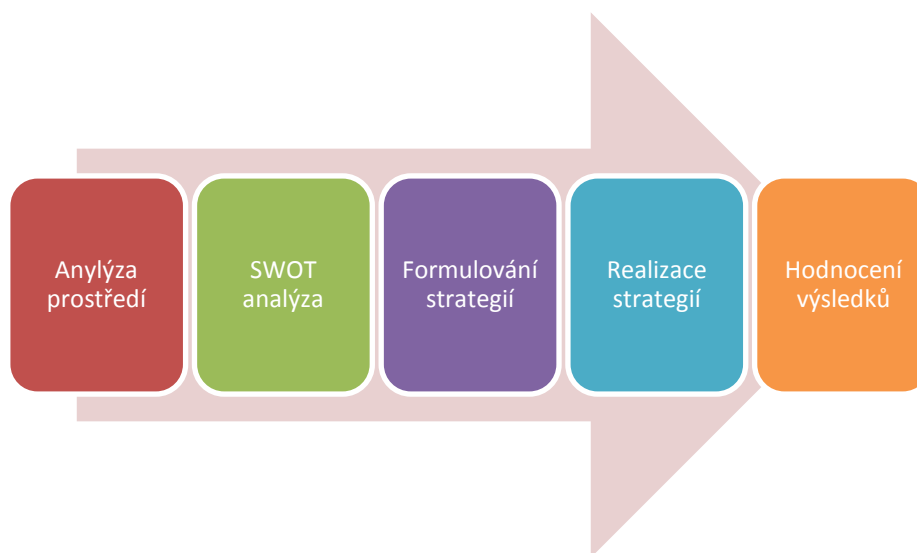 Anylýza
prostředí
SWOT
analýza
Formulování
strategií
Realizace
strategií
Hodnocení
výsledků